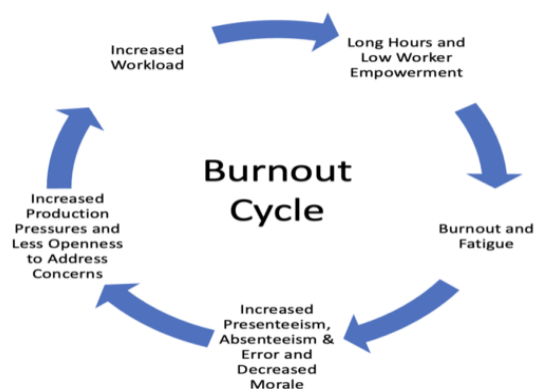 Increased
Workload
Long Hours and
Low Worker
Empowerment
Burnout
Cycle
Burnout and
Fatigue
Increased
Presenteeism,
Absenteeism &
Error and
Decreased
Morale
Increased
Production
Pressures and
Less Openness
to Address
Concerns